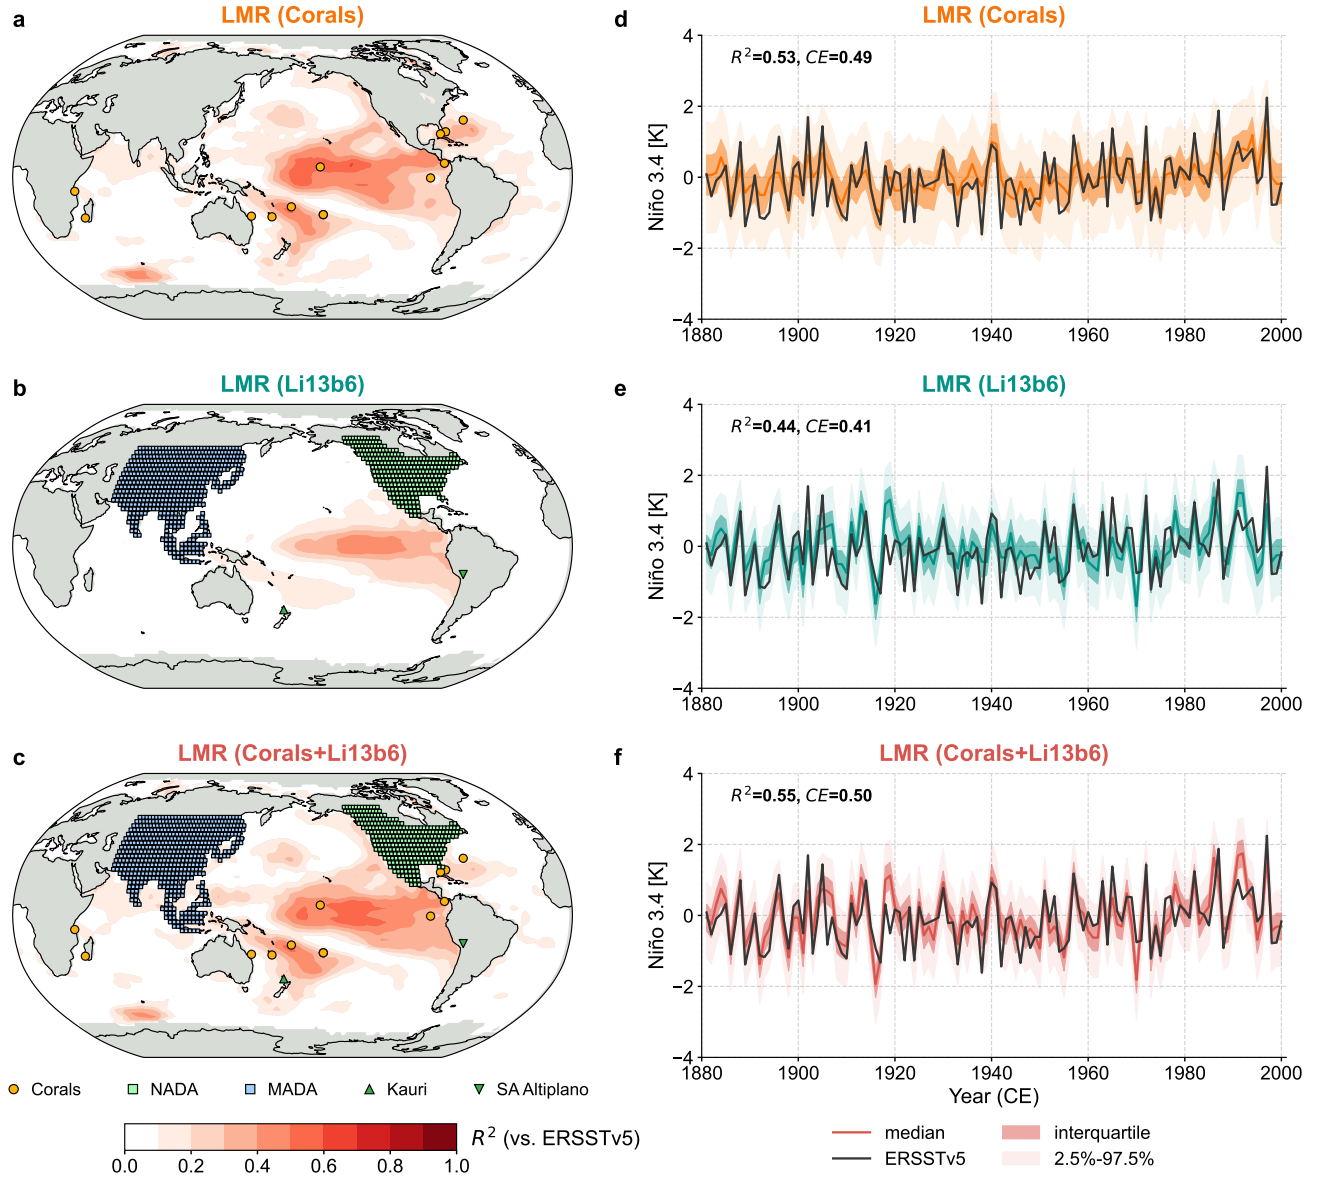 a
LMR (Corals)
d
LMR (Corals)
R²=0.53, CE=0.49
4
2
0
−2
−4
Niño 3.4 [K]
1880
1900
1920
1940
1960
1980
2000
b
LMR (Li13b6)
e
LMR (Li13b6)
R²=0.44, CE=0.41
4
2
0
−2
−4
Niño 3.4 [K]
1880
1900
1920
1940
1960
1980
2000
c
LMR (Corals+Li13b6)
f
LMR (Corals+Li13b6)
R²=0.55, CE=0.50
4
2
0
−2
−4
Niño 3.4 [K]
1880
1900
1920
1940
1960
1980
2000
Year (CE)
Corals
NADA
MADA
Kauri
SA Altiplano
R² (vs. ERSSTv5)
0.0
0.2
0.4
0.6
0.8
1.0
median
interquartile
ERSSTv5
2.5%-97.5%